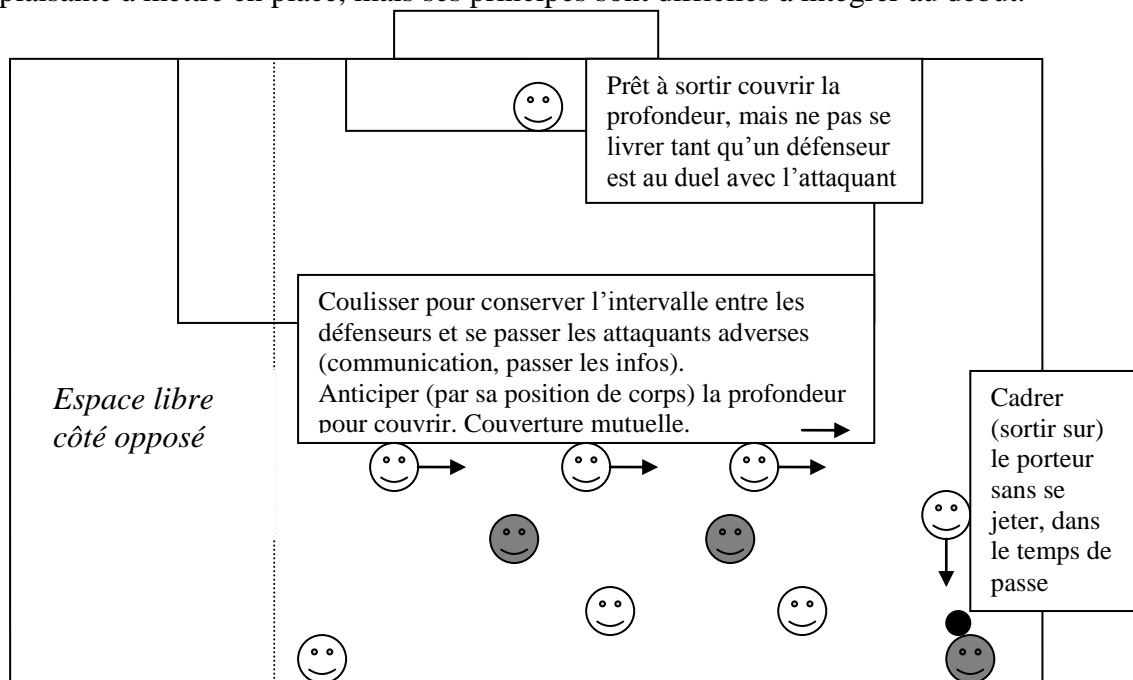 plaisante à mettre en place, mais ses principes sont difficiles à intégrer au début.
Prêt à sortir couvrir la
profondeur, mais ne pas se
livrer tant qu’un défenseur
est au duel avec l’attaquant
Coulisser pour conserver l’intervalle entre les
défenseurs et se passer les attaquants adverses
(communication, passer les infos).
Anticiper (par sa position de corps) la profondeur
pour couvrir. Couverture mutuelle.
Espace libre
côté opposé
Cadrer
(sortir sur)
le porteur
sans se
jeter, dans
le temps de
passe